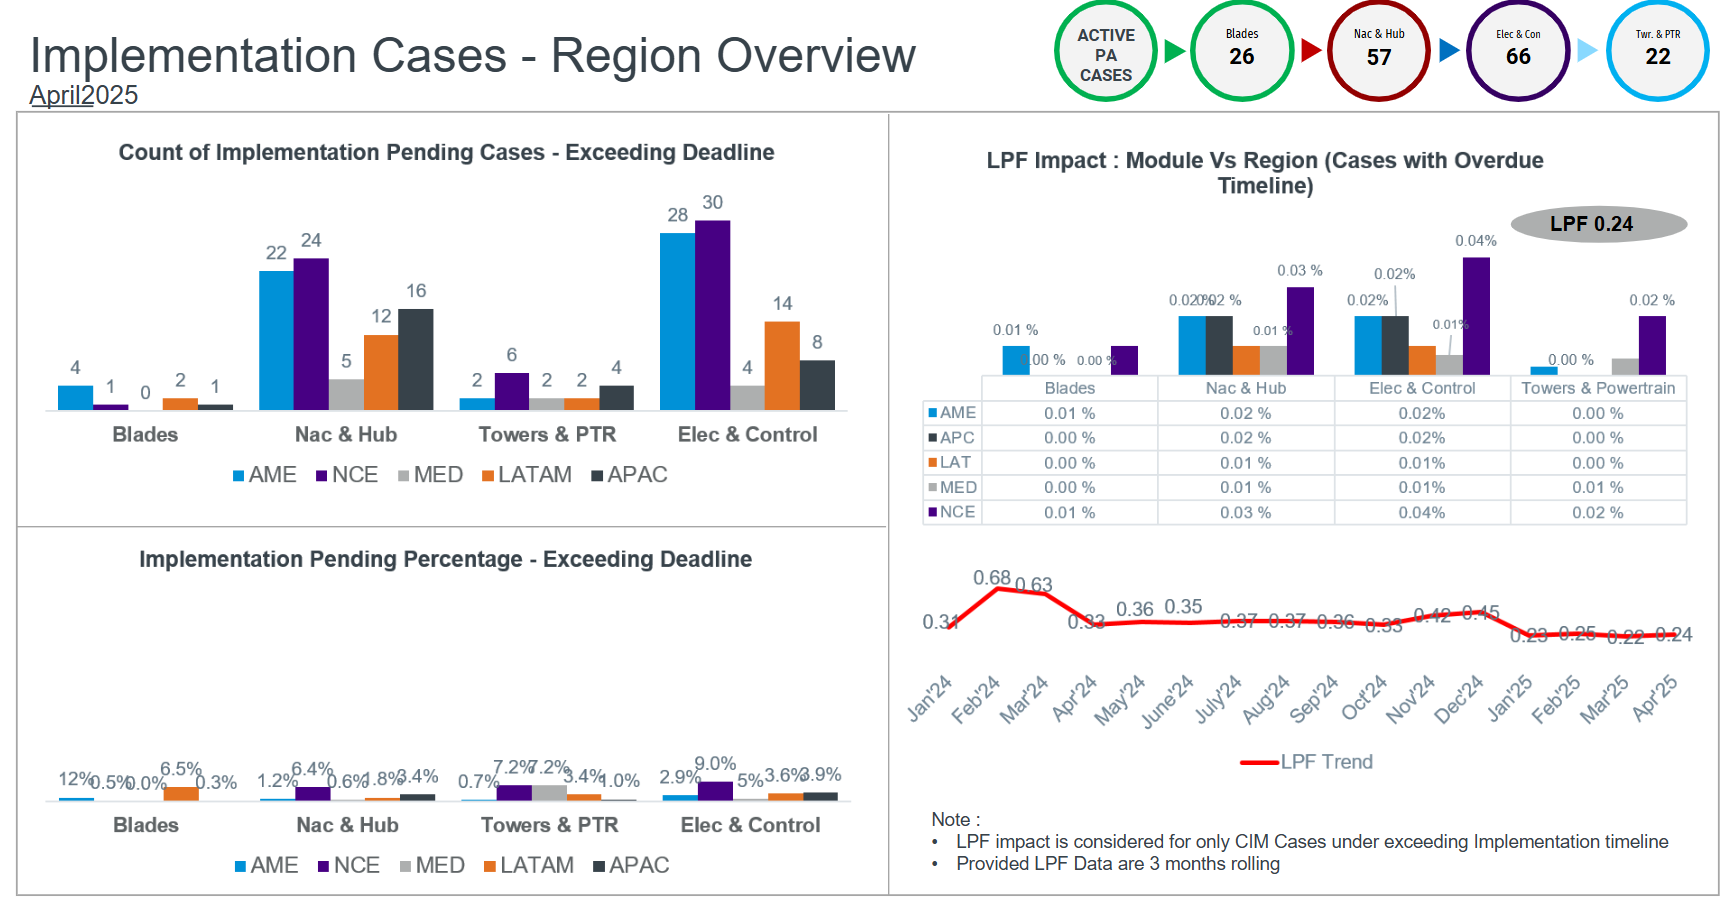 Implementation Cases - Region Overview
April2025
ACTIVE
PA
CASES
Blades
26
Nac & Hub
57
Elec & Con
66
Twr. & PTR
22
Count of Implementation Pending Cases - Exceeding Deadline
4 1 0 2 1
22 24 5 12 16
2 6 2 2 4
28 30 4 14 8
Blades Nac & Hub Towers & PTR Elec & Control
AME NCE MED LATAM APAC
Implementation Pending Percentage - Exceeding Deadline
12% 0.5% 0.0% 6.5% 0.3%
1.2% 6.4% 0.6% 1.8% 3.4%
0.7% 7.2% 7.2% 3.4% 1.0%
2.9% 9.0% 5% 3.6% 3.9%
Blades Nac & Hub Towers & PTR Elec & Control
AME NCE MED LATAM APAC
LPF Impact : Module Vs Region (Cases with Overdue
Timeline)
LPF 0.24
0.01 % 0.00 % 0.00 %
0.02% 0.02 % 0.01 % 0.03 %
0.02% 0.02% 0.01% 0.04%
0.00 % 0.02 %
Blades Nac & Hub Elec & Control Towers & Powertrain
AME 0.01 % 0.02 % 0.02% 0.00 %
APC 0.00 % 0.02 % 0.02% 0.00 %
LAT 0.00 % 0.01 % 0.01% 0.00 %
MED 0.00 % 0.01 % 0.01% 0.01 %
NCE 0.01 % 0.03 % 0.04% 0.02 %
0.31 0.68 0.63 0.33 0.36 0.35 0.37 0.37 0.36 0.33 0.42 0.45 0.23 0.25 0.22 0.24
Jan'24 Feb'24 Mar'24 Apr'24 May'24 June'24 July'24 Aug'24 Sep'24 Oct'24 Nov'24 Dec'24 Jan'25 Feb'25 Mar'25 Apr'25
LPF Trend
Note :
• LPF impact is considered for only CIM Cases under exceeding Implementation timeline
• Provided LPF Data are 3 months rolling